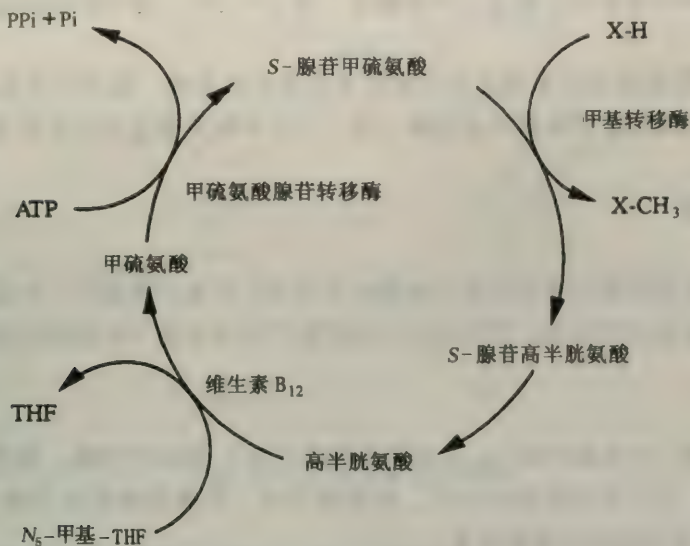 PPi + Pi
X-H
S-腺苷甲硫氨酸
甲基转移酶
甲硫氨酸腺苷转移酶
ATP
X-CH₃
甲硫氨酸
S-腺苷高半胱氨酸
维生素 B₁₂
THF
高半胱氨酸
N₅-甲基-THF